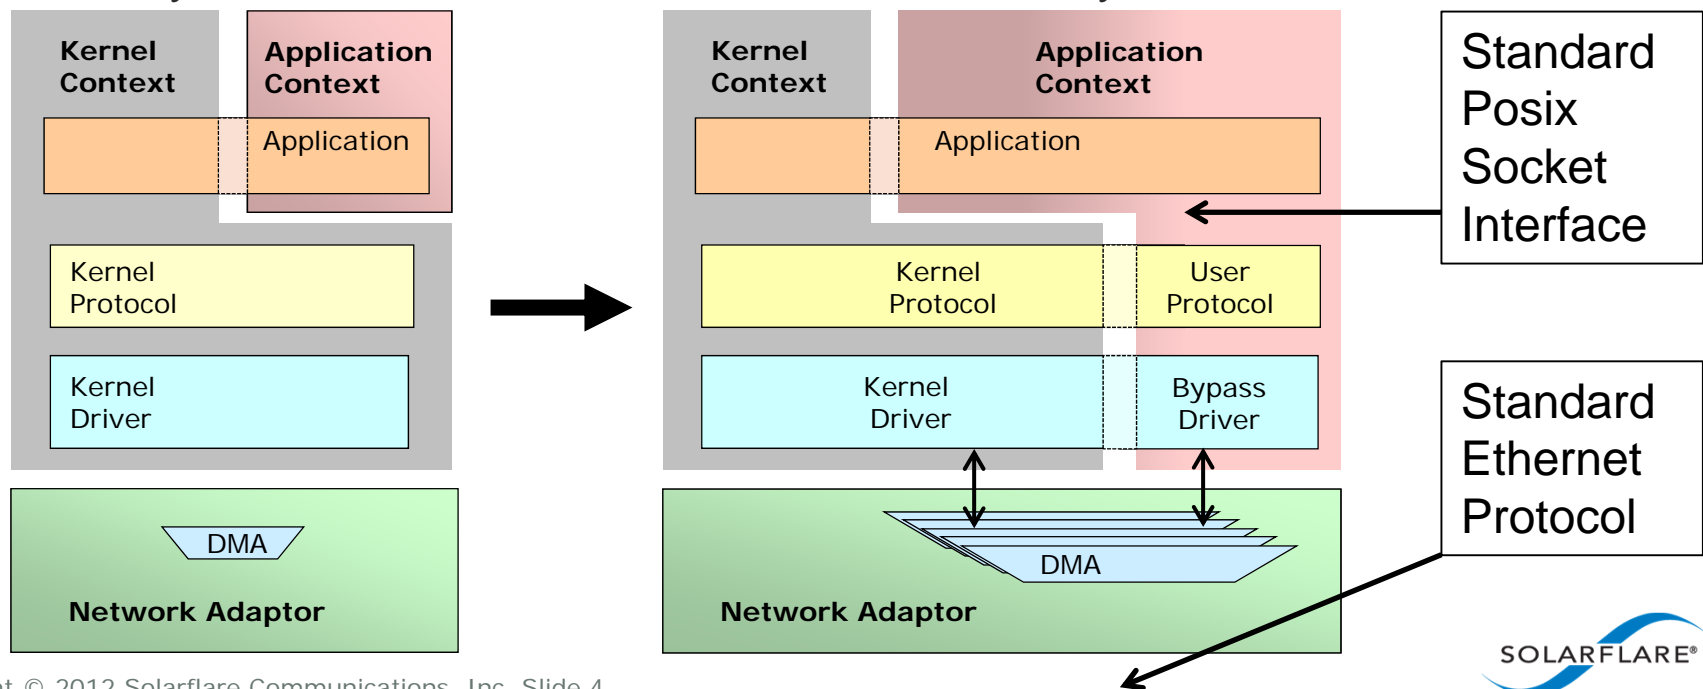 Kernel
Context
Application
Context
Application
Kernel
Protocol
Kernel
Driver
DMA
Network Adaptor
Kernel
Context
Application
Context
Application
Kernel
Protocol
User
Protocol
Kernel
Driver
Bypass
Driver
DMA
Network Adaptor
Standard
Posix
Socket
Interface
Standard
Ethernet
Protocol
SOLARFLARE®
© 2012 Solarflare Communications, Inc. Slide 4